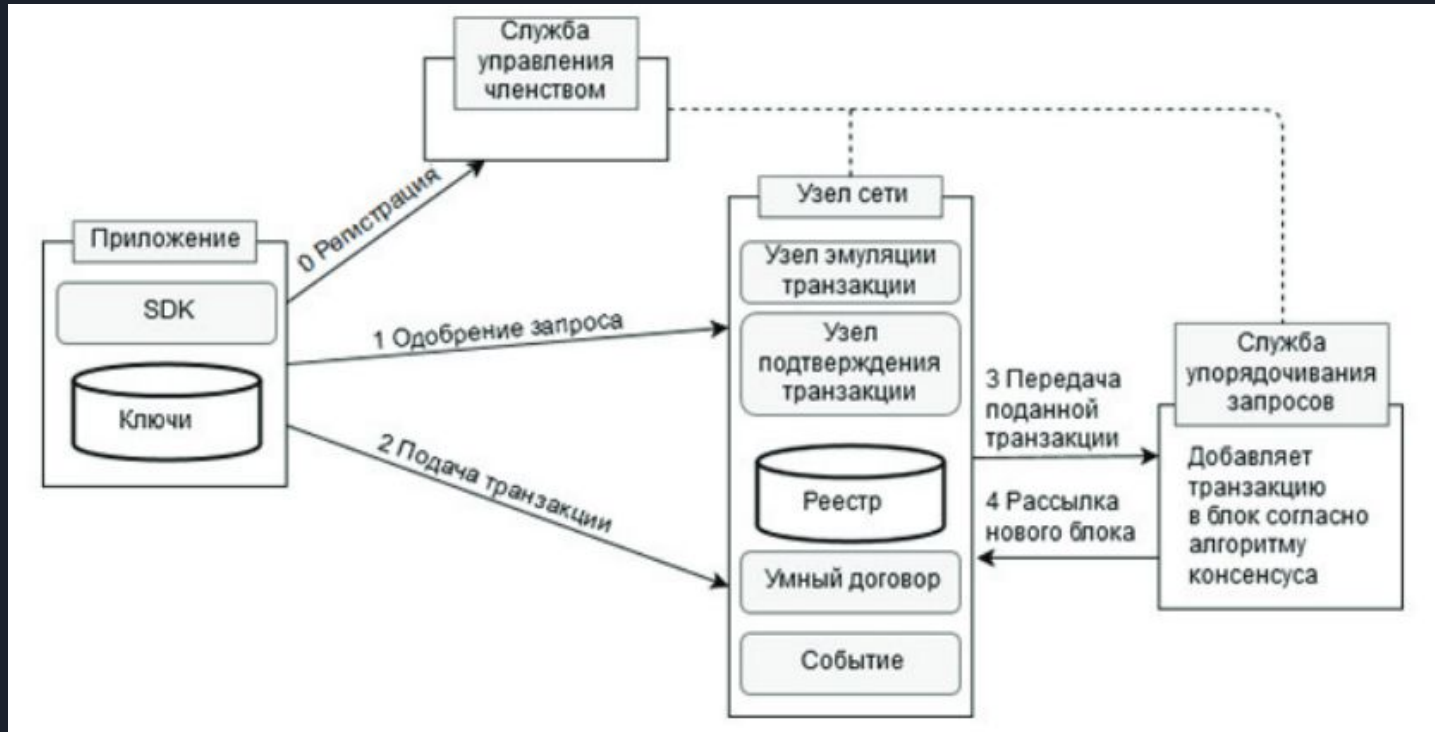 Служба
управления
членством
0 Регистрация
Приложение
SDK
Ключи
1 Одобрение запроса
2 Подача транзакции
Узел сети
Узел эмуляции
транзакции
Узел
подтверждения
транзакции
Реестр
Умный договор
Событие
3 Передача
поданной
транзакции
4 Рассылка
нового блока
Служба
упорядочивания
запросов
Добавляет
транзакцию
в блок согласно
алгоритму
консенсуса